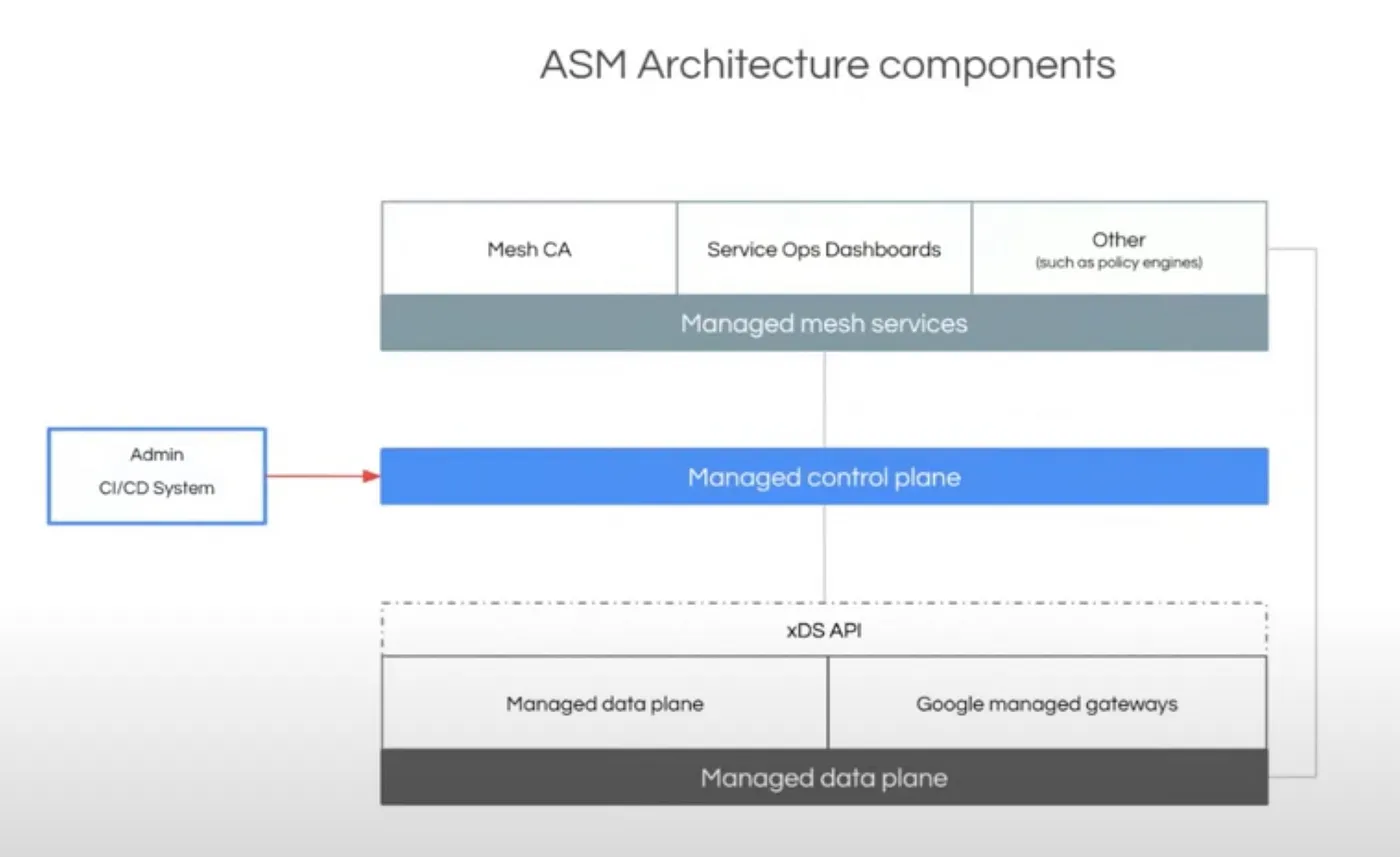 ASM Architecture components
Mesh CA
Service Ops Dashboards
Other
(such as policy engines)
Managed mesh services
Admin
CI/CD System
Managed control plane
xDS API
Managed data plane
Google managed gateways
Managed data plane